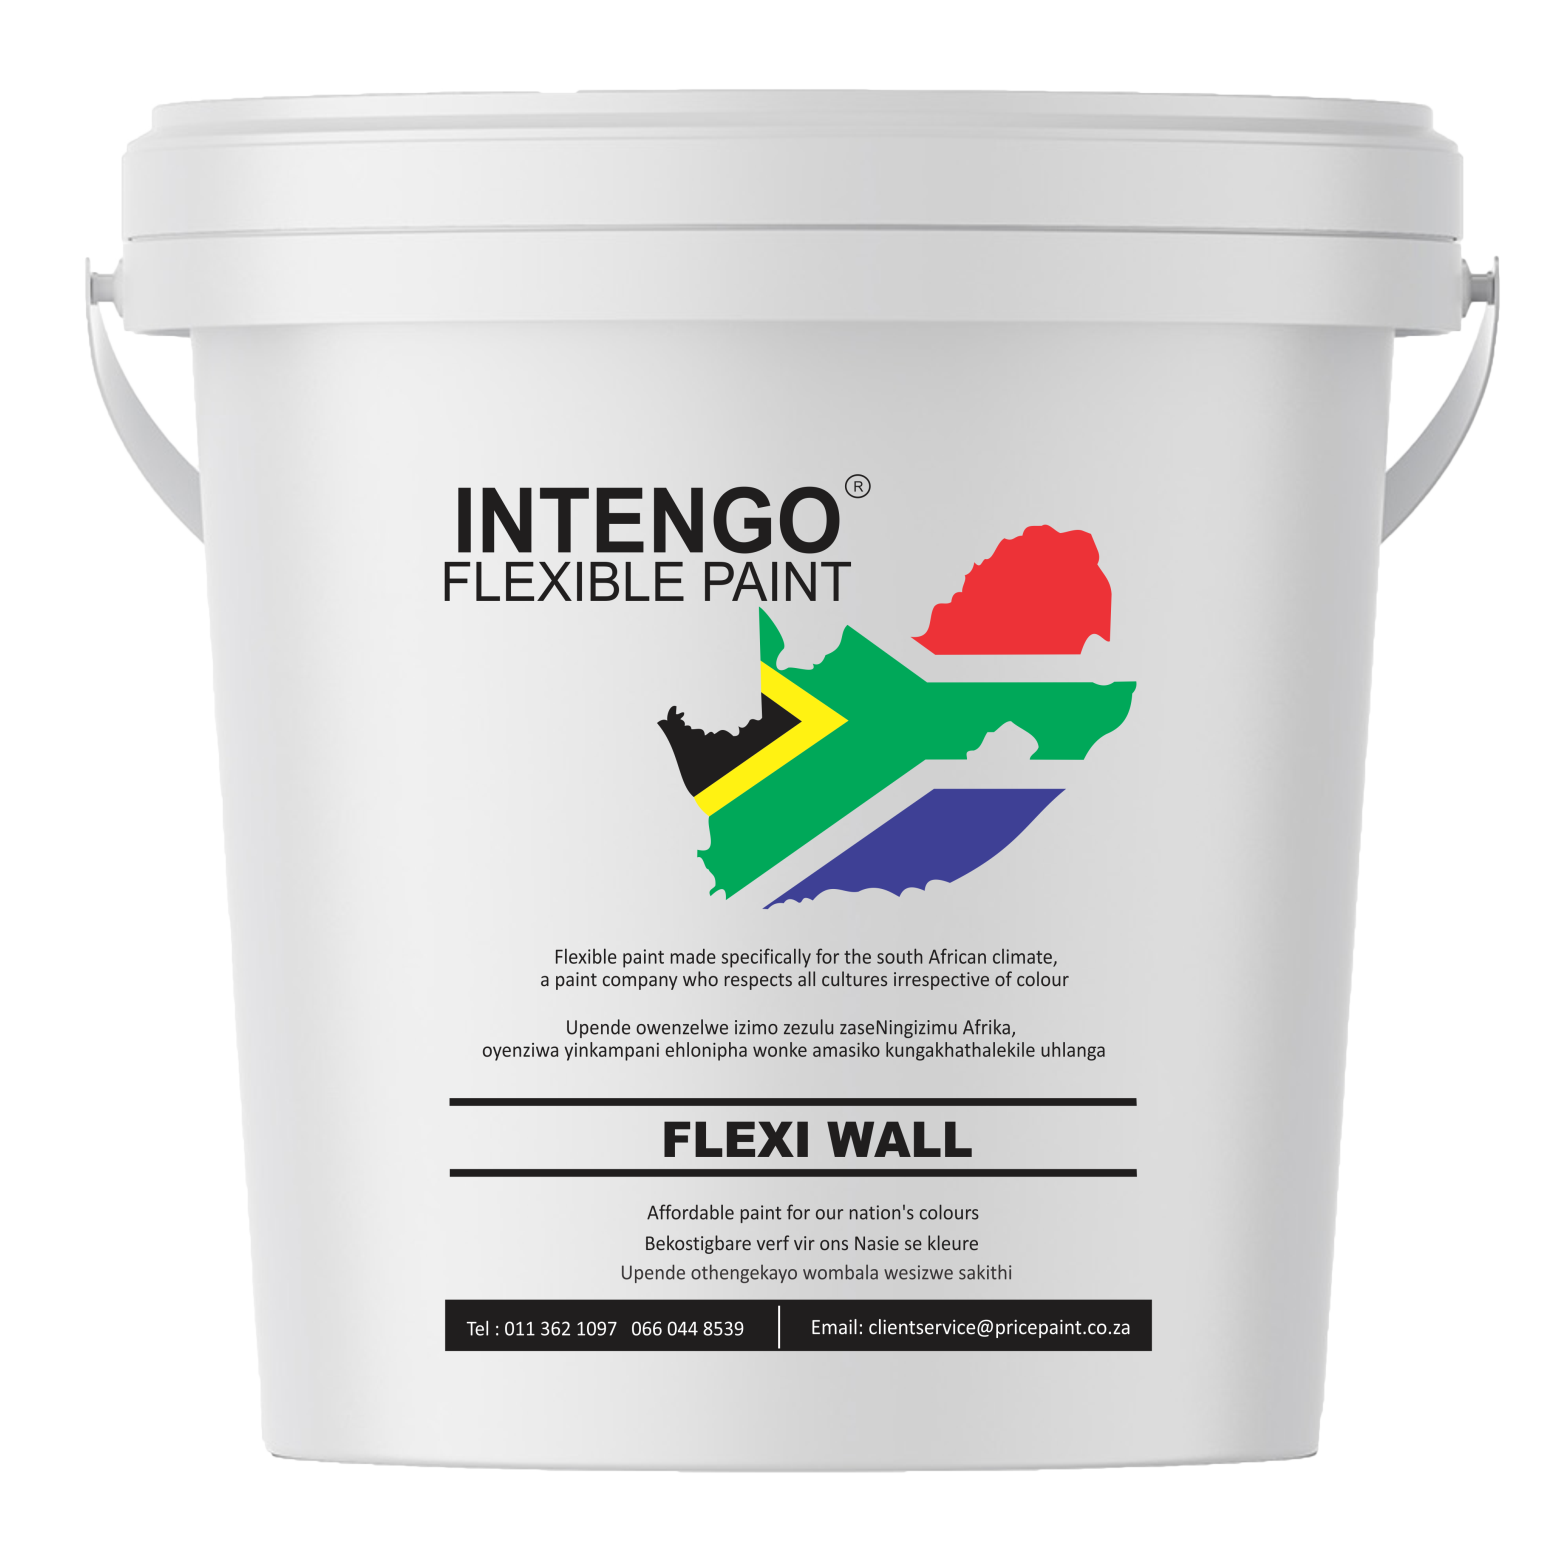 INTENGO®
FLEXIBLE PAINT
Flexible paint made specifically for the south African climate,
a paint company who respects all cultures irrespective of colour
Upende owenzelwe izimo zezulu zaseNingizimu Afrika,
oyenziwa yinkampani ehlonipha wonke amasiko kungakhathalekile uhlanga
FLEXI WALL
Affordable paint for our nation's colours
Bekostigbare verf vir ons Nasie se kleure
Upende othengekayo wombala wesizwe sakithi
Tel : 011 362 1097 066 044 8539
Email: clientservice@pricepaint.co.za